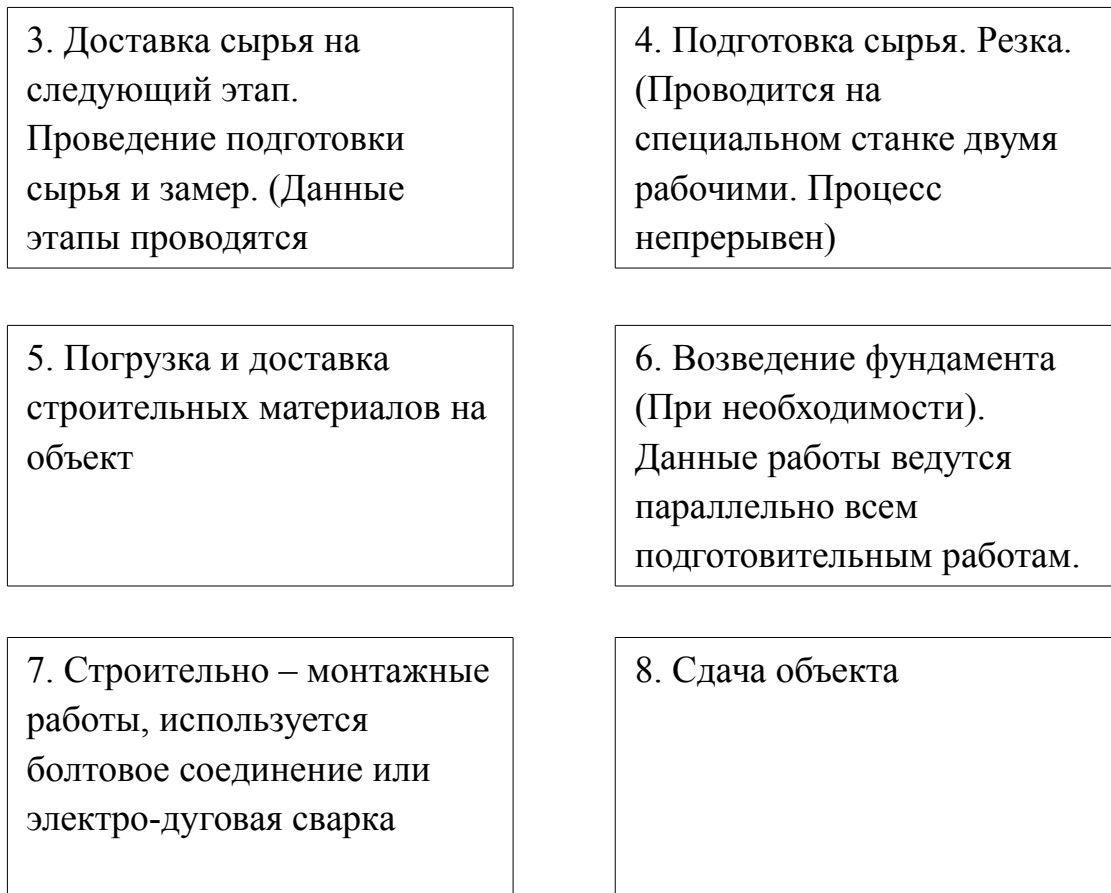 3. Доставка сырья на
следующий этап.
Проведение подготовки
сырья и замер. (Данные
этапы проводятся
4. Подготовка сырья. Резка.
(Проводится на
специальном станке двумя
рабочими. Процесс
непрерывен)
5. Погрузка и доставка
строительных материалов на
объект
6. Возведение фундамента
(При необходимости).
Данные работы ведутся
параллельно всем
подготовительным работам.
7. Строительно – монтажные
работы, используется
болтовое соединение или
электро-дуговая сварка
8. Сдача объекта